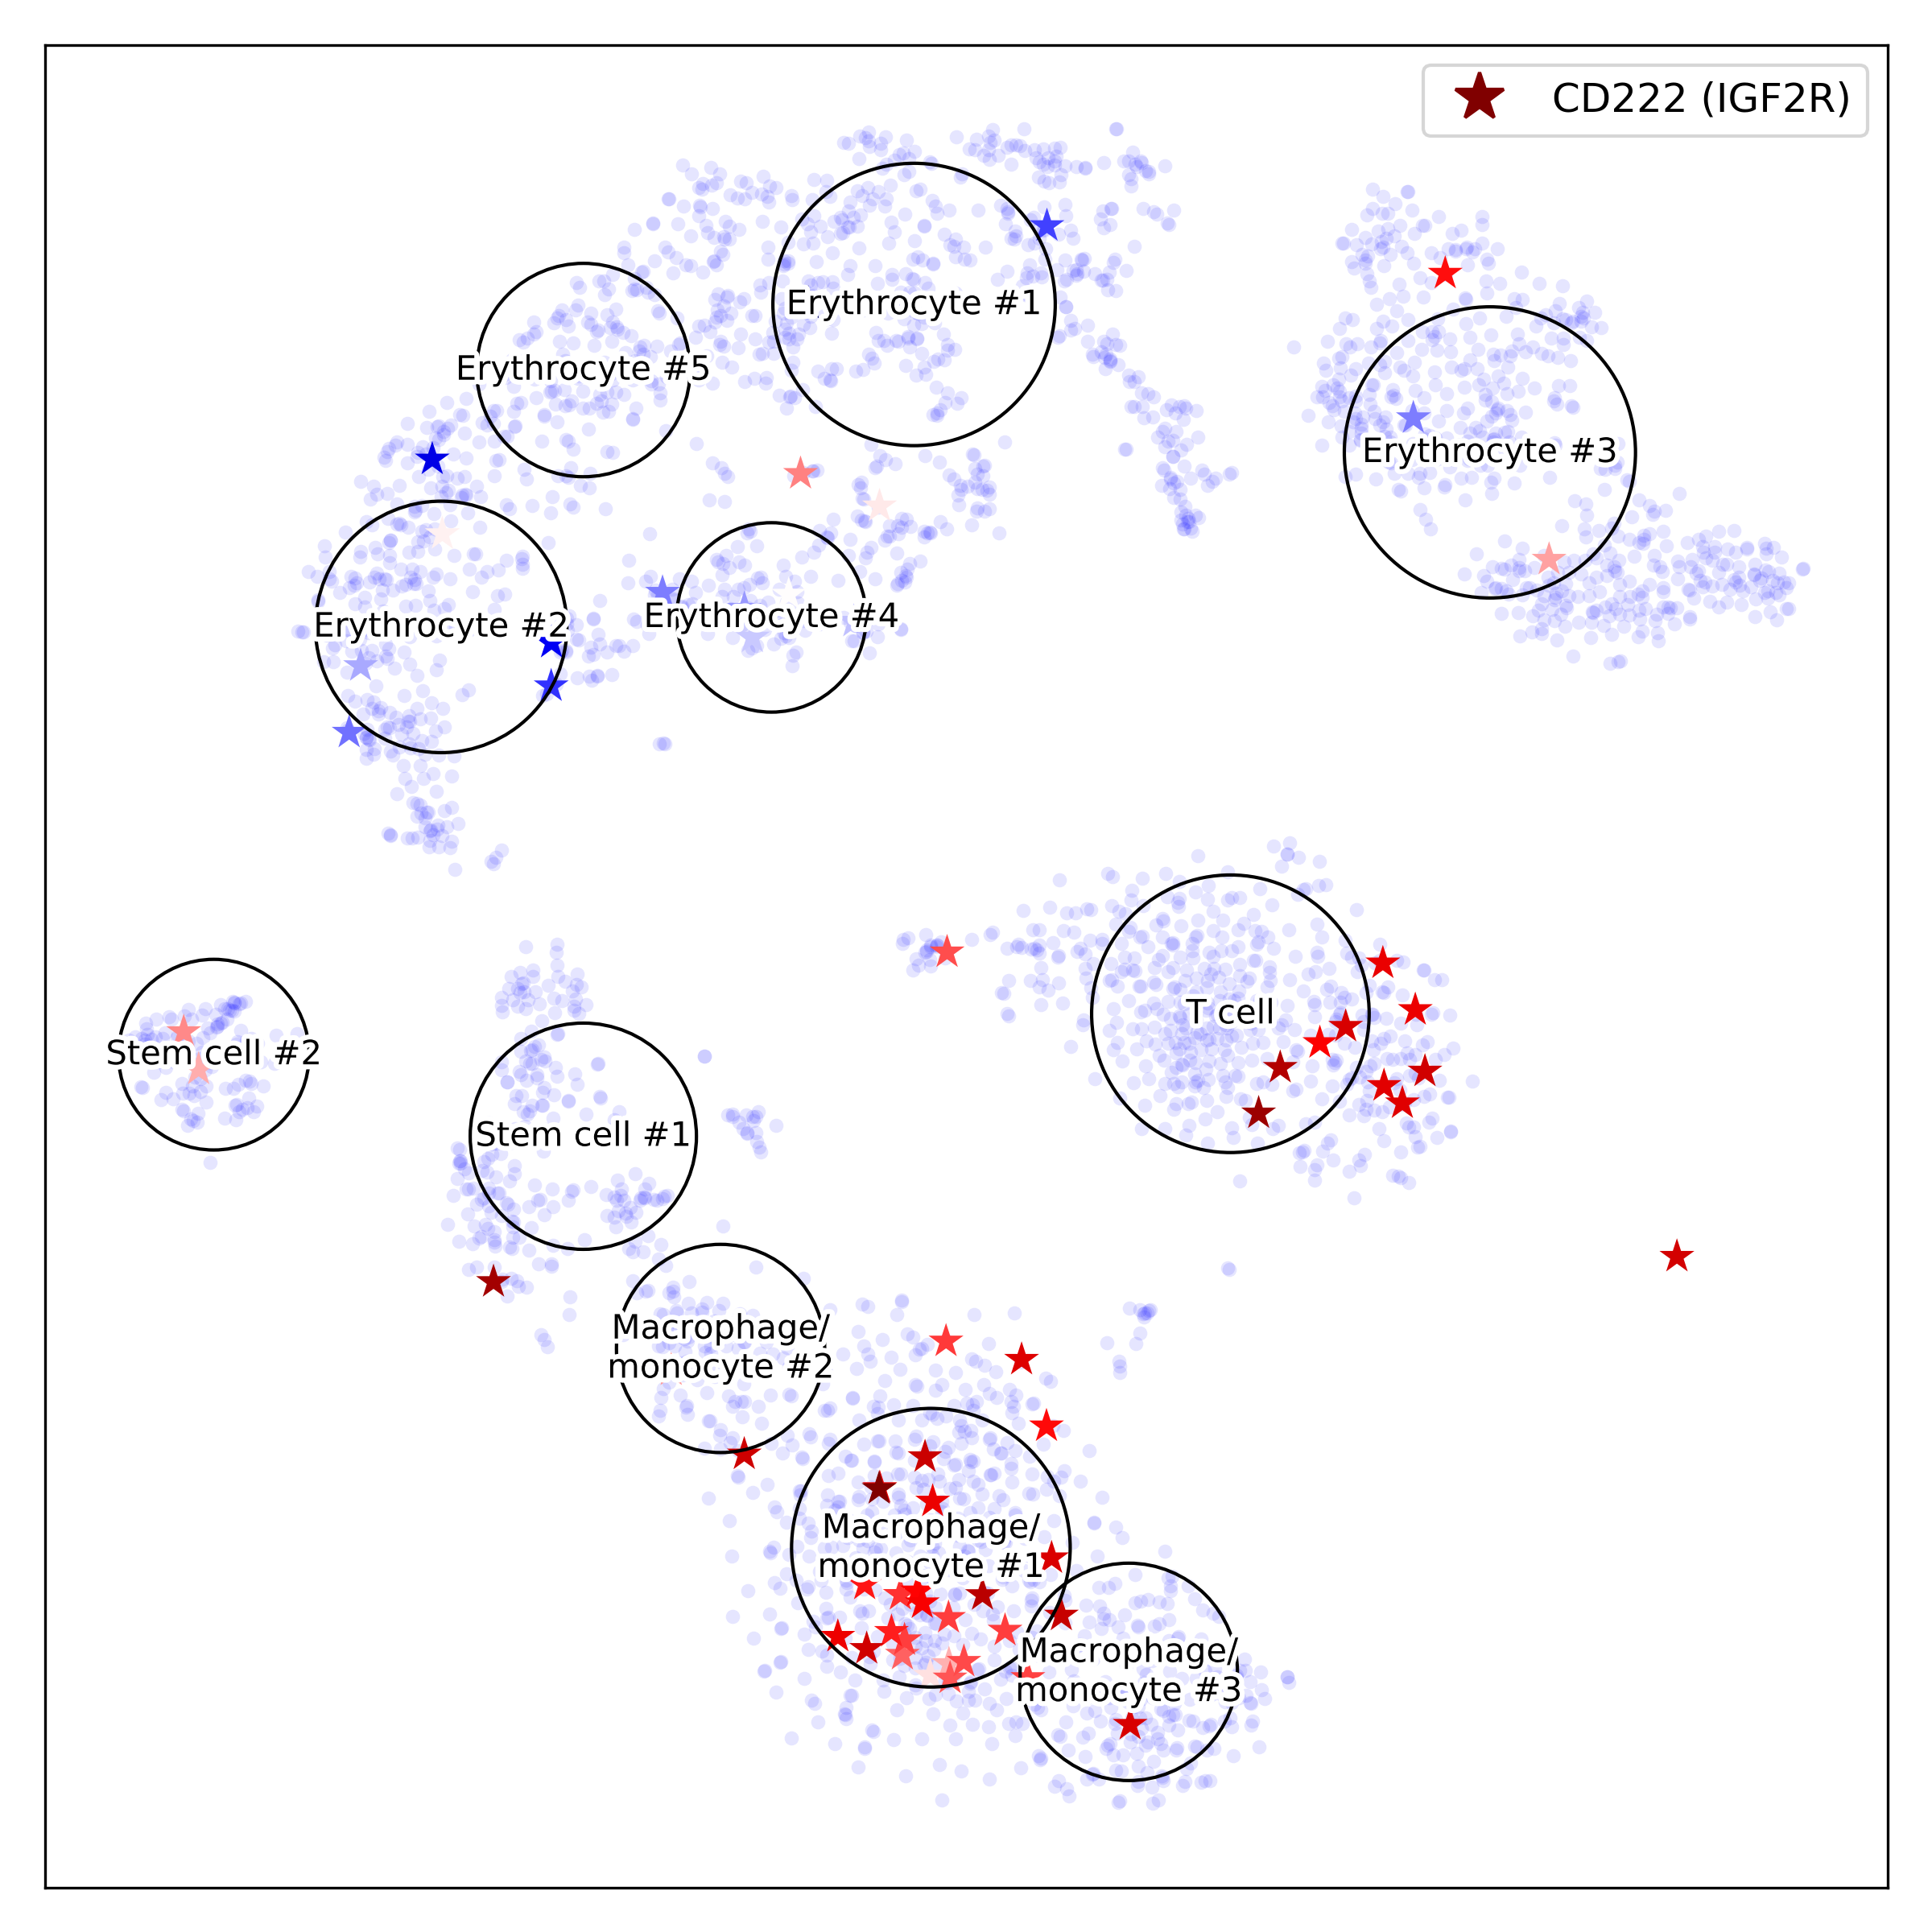 CD222 (IGF2R)
Erythrocyte #1
Erythrocyte #5
Erythrocyte #3
Erythrocyte #4
Erythrocyte #2
T cell
Stem cell #2
Stem cell #1
Macrophage/
monocyte #2
Macrophage/
monocyte #1
Macrophage/
monocyte #3